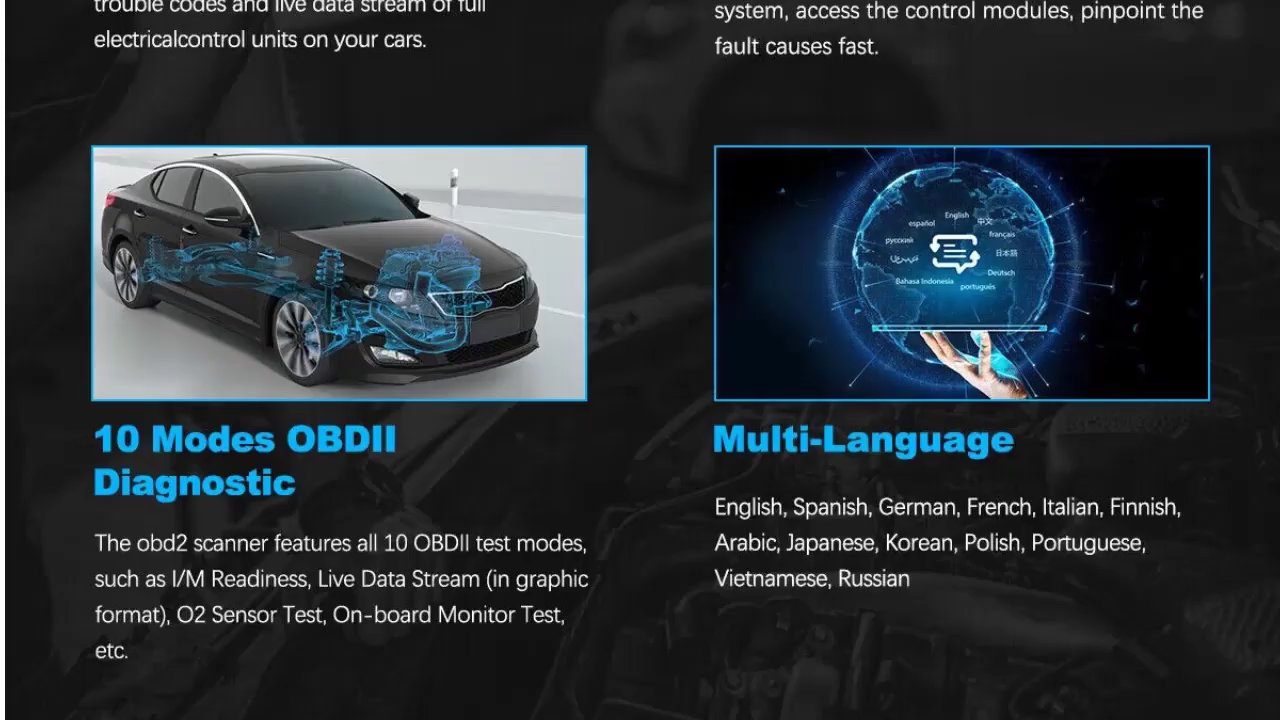 trouble codes and live data stream of full
electricalcontrol units on your cars.
system, access the control modules, pinpoint the
fault causes fast.
English
español
中文
русский
français
日本語
Deutsch
Bahasa Indonesia
português
10 Modes OBDII
Diagnostic
The obd2 scanner features all 10 OBDII test modes,
such as I/M Readiness, Live Data Stream (in graphic
format), O2 Sensor Test, On-board Monitor Test,
etc.
Multi-Language
English, Spanish, German, French, Italian, Finnish,
Arabic, Japanese, Korean, Polish, Portuguese,
Vietnamese, Russian